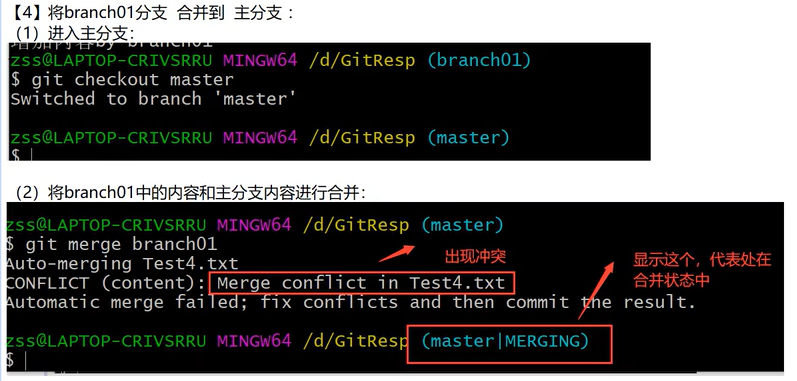 【4】将branch01分支  合并到  主分支：
（1）进入主分支：
增加内容by branch01
zss@LAPTOP-CRIVSRRU MINGW64 /d/GitResp (branch01)
$ git checkout master
Switched to branch 'master'
zss@LAPTOP-CRIVSRRU MINGW64 /d/GitResp (master)
$
（2）将branch01中的内容和主分支内容进行合并：
zss@LAPTOP-CRIVSRRU MINGW64 /d/GitResp (master)
$ git merge branch01
出现冲突
Auto-merging Test4.txt
CONFLICT (content): Merge conflict in Test4.txt
Automatic merge failed; fix conflicts and then commit the result.
显示这个，代表处在
合并状态中
zss@LAPTOP-CRIVSRRU MINGW64 /d/GitResp (master|MERGING)
$